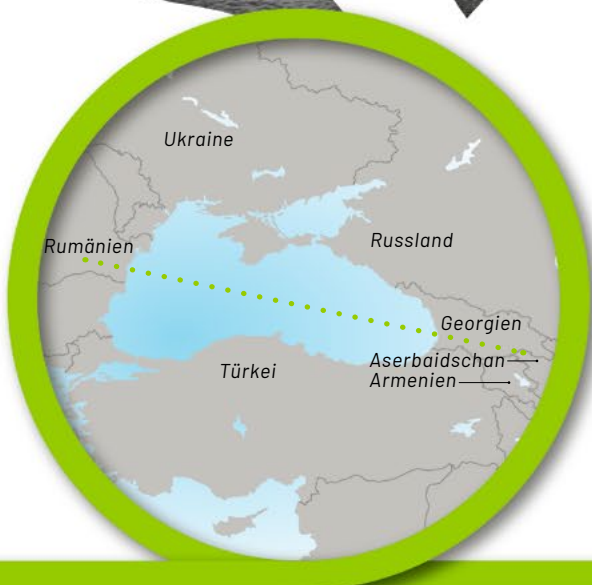 Ukraine
Rumänien
Russland
Georgien
Aserbaidschan
Türkei
Armenien